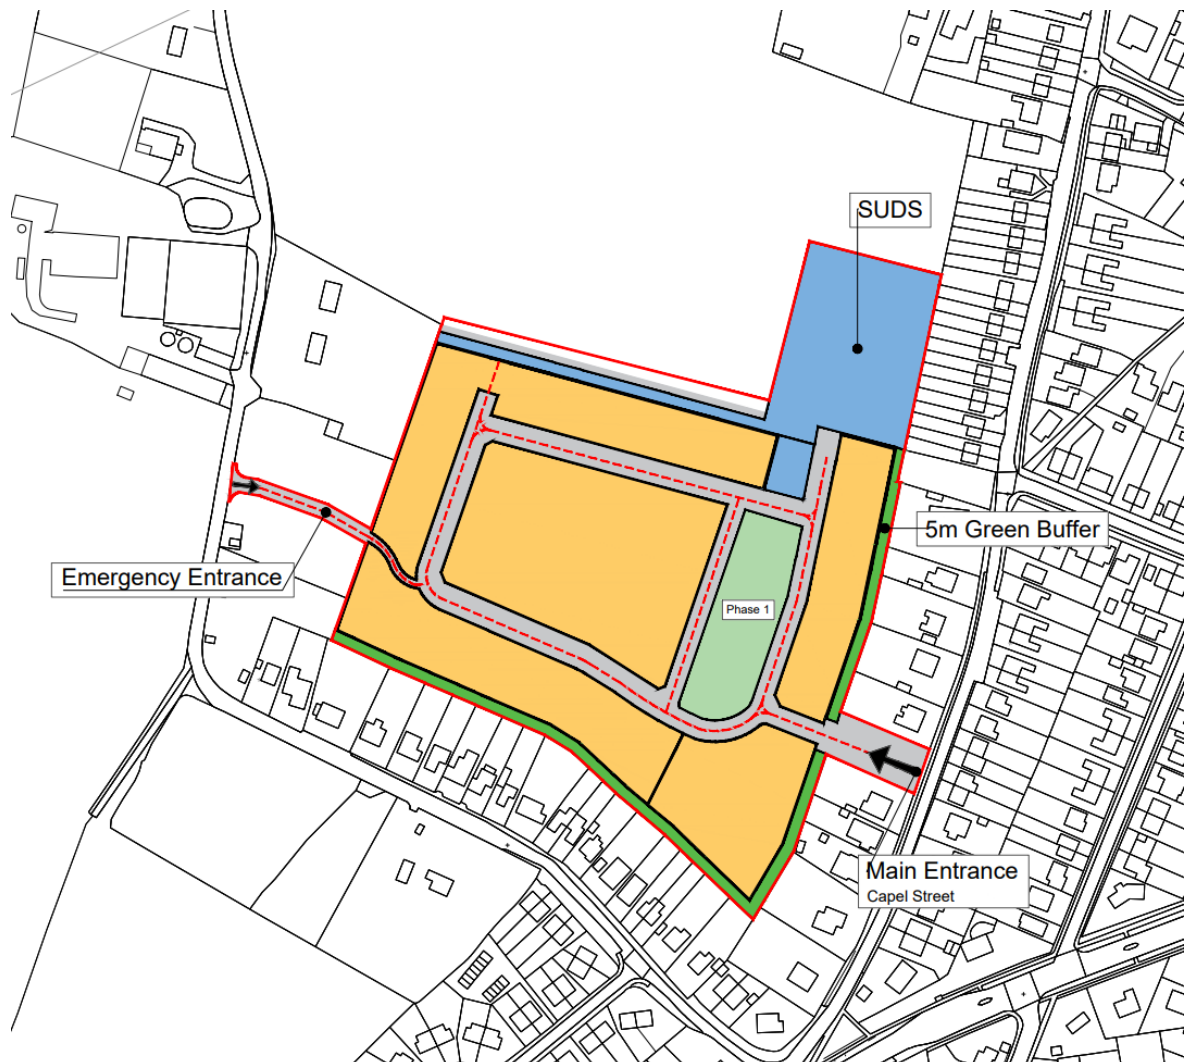 SUDS
5m Green Buffer
Emergency Entrance
Phase 1
Main Entrance
Capel Street